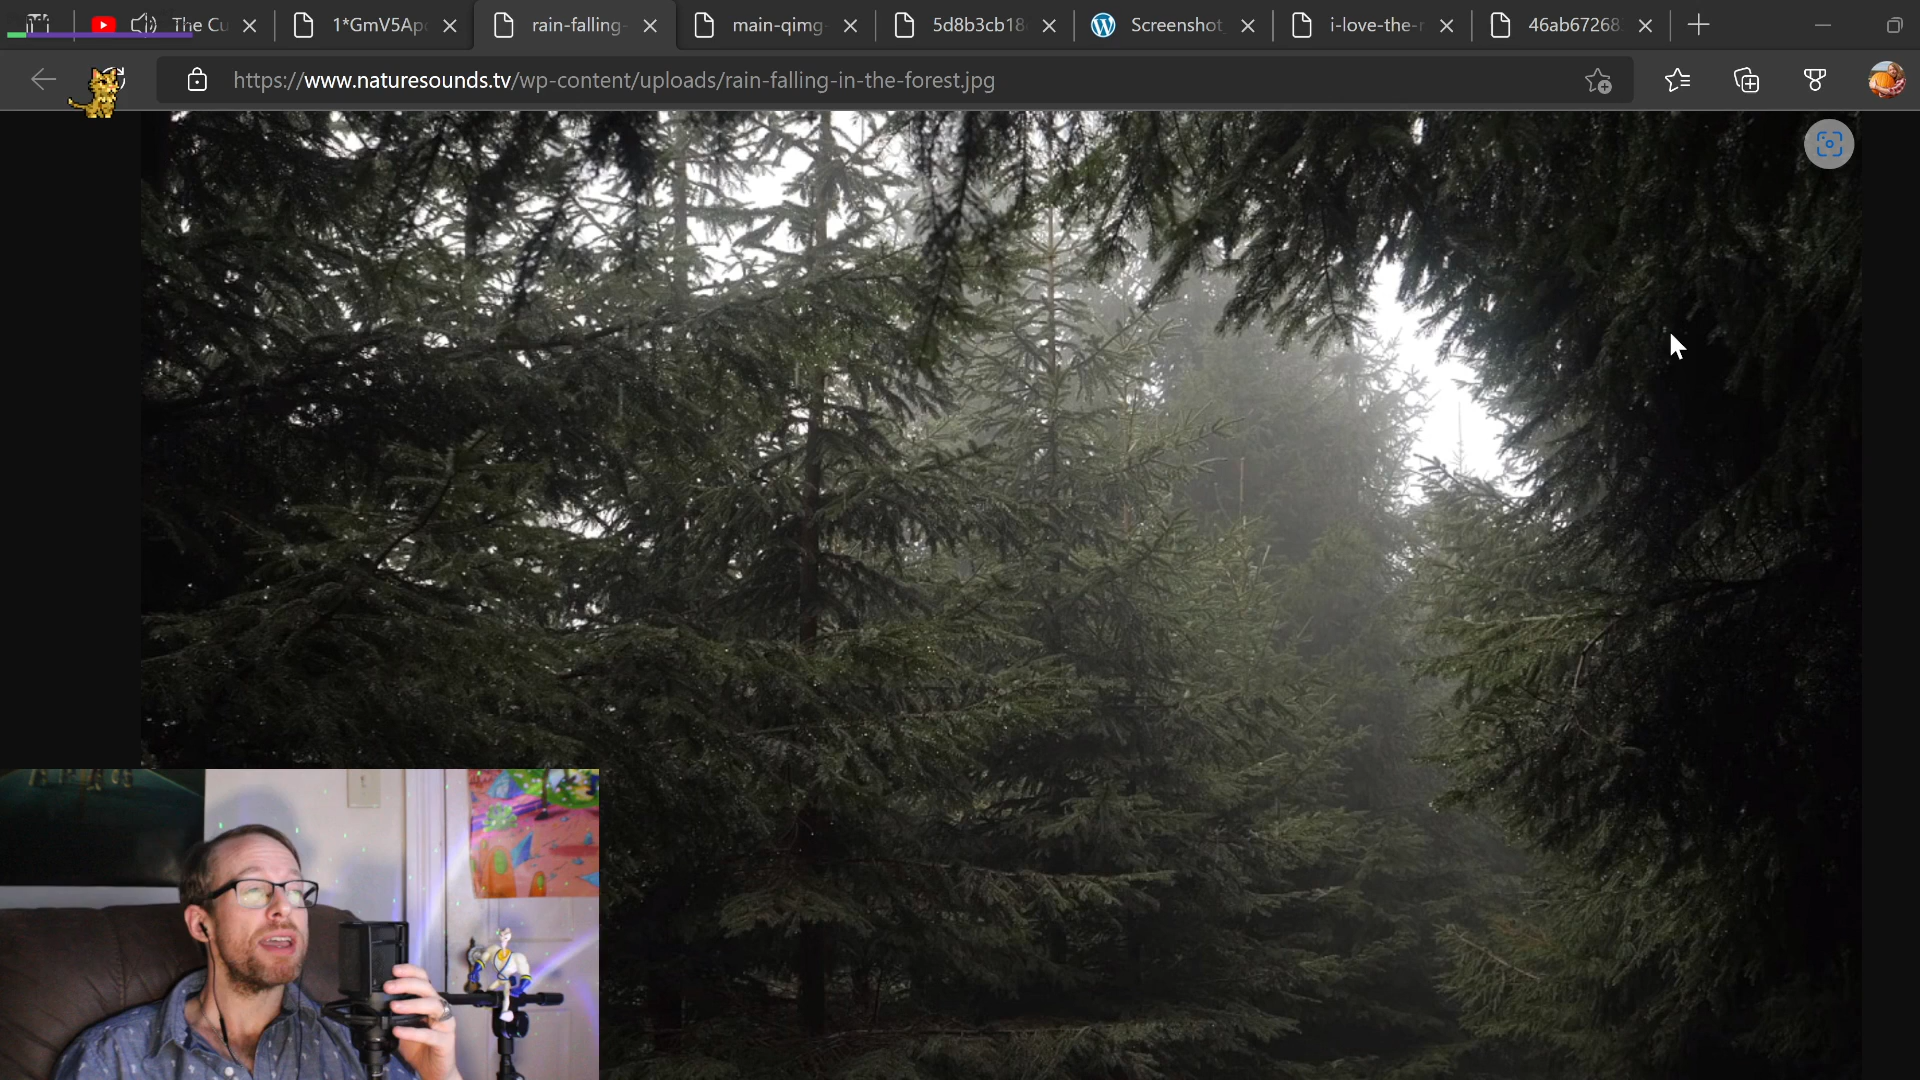 The Cu
1*GmV5Apc
rain-falling-
main-qimg-
5d8b3cb18
Screenshot
i-love-the-r
46ab67268
https://www.naturesounds.tv/wp-content/uploads/rain-falling-in-the-forest.jpg